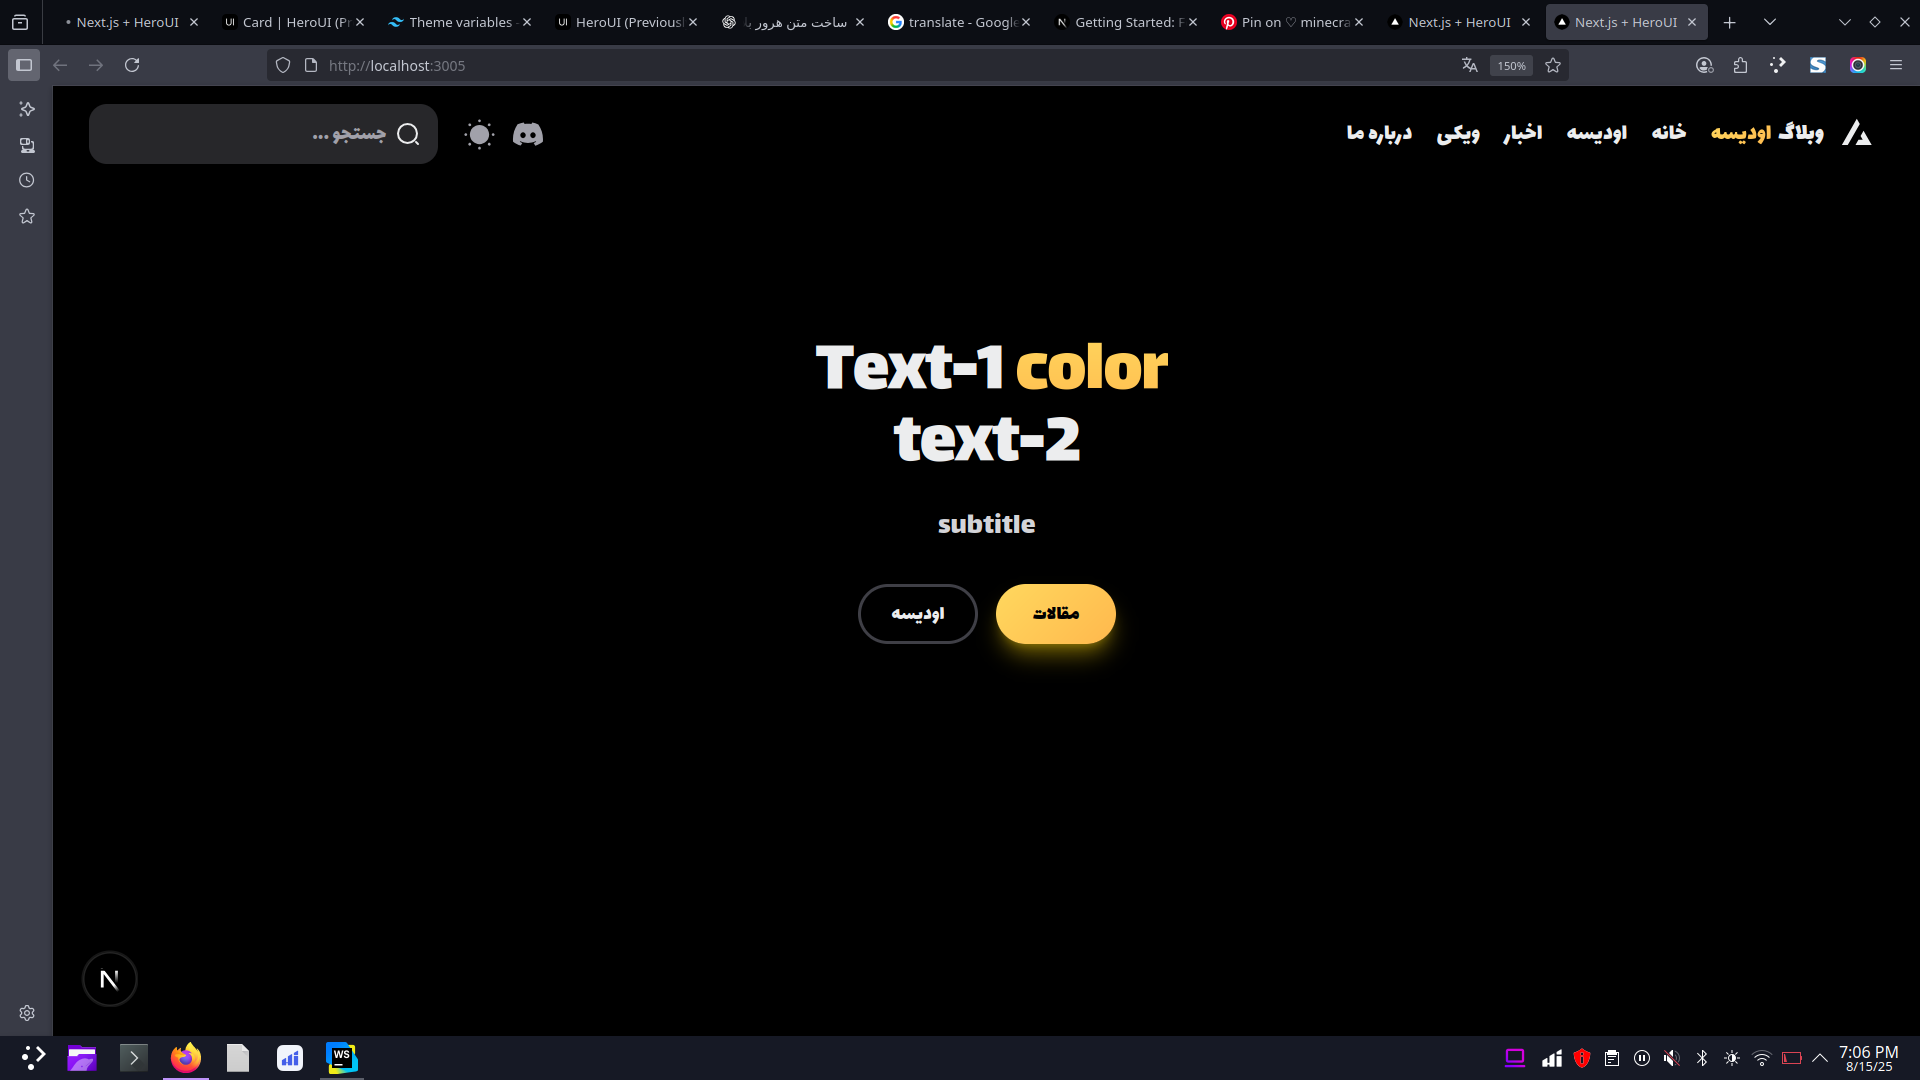 Next.js + HeroUI
Card | HeroUI (Pr
Theme variables -
HeroUI (Previousl
ساخت متن هرور با
translate - Google
Getting Started: F
Pin on ♡ minecra
Next.js + HeroUI
Next.js + HeroUI
http://localhost:3005
150%
وبلاگ اودیسه
خانه
اودیسه
اخبار
ویکی
درباره ما
جستجو ...
Text-1 color
text-2
subtitle
مقالات
اودیسه
N
WS
7:06 PM
8/15/25